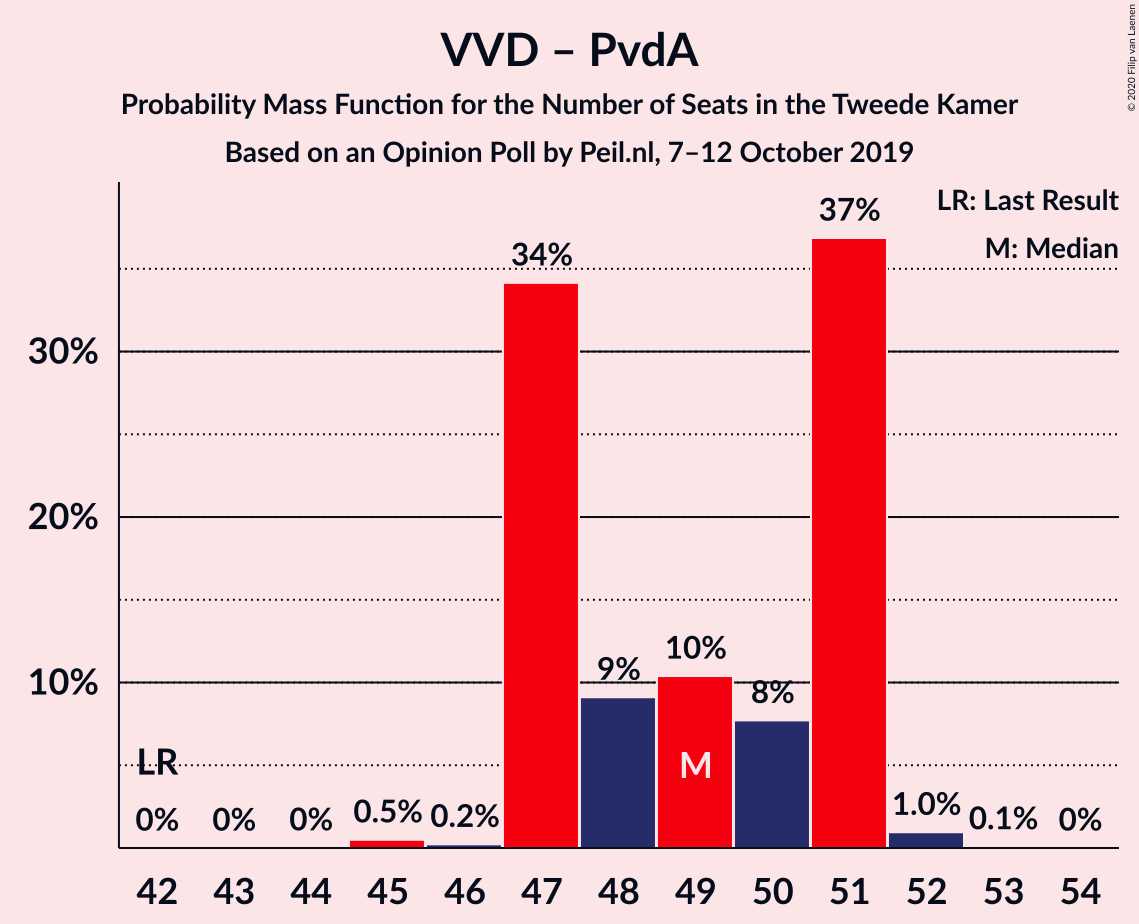 VVD – PvdA
Probability Mass Function for the Number of Seats in the Tweede Kamer
Based on an Opinion Poll by Peil.nl, 7–12 October 2019
© 2020 Filip van Laenen
LR: Last Result
M: Median
30%
20%
10%
LR
0% 0% 0% 0.5% 0.2% 34% 9% 10% 8% 37% 1.0% 0.1% 0%
M
42 43 44 45 46 47 48 49 50 51 52 53 54